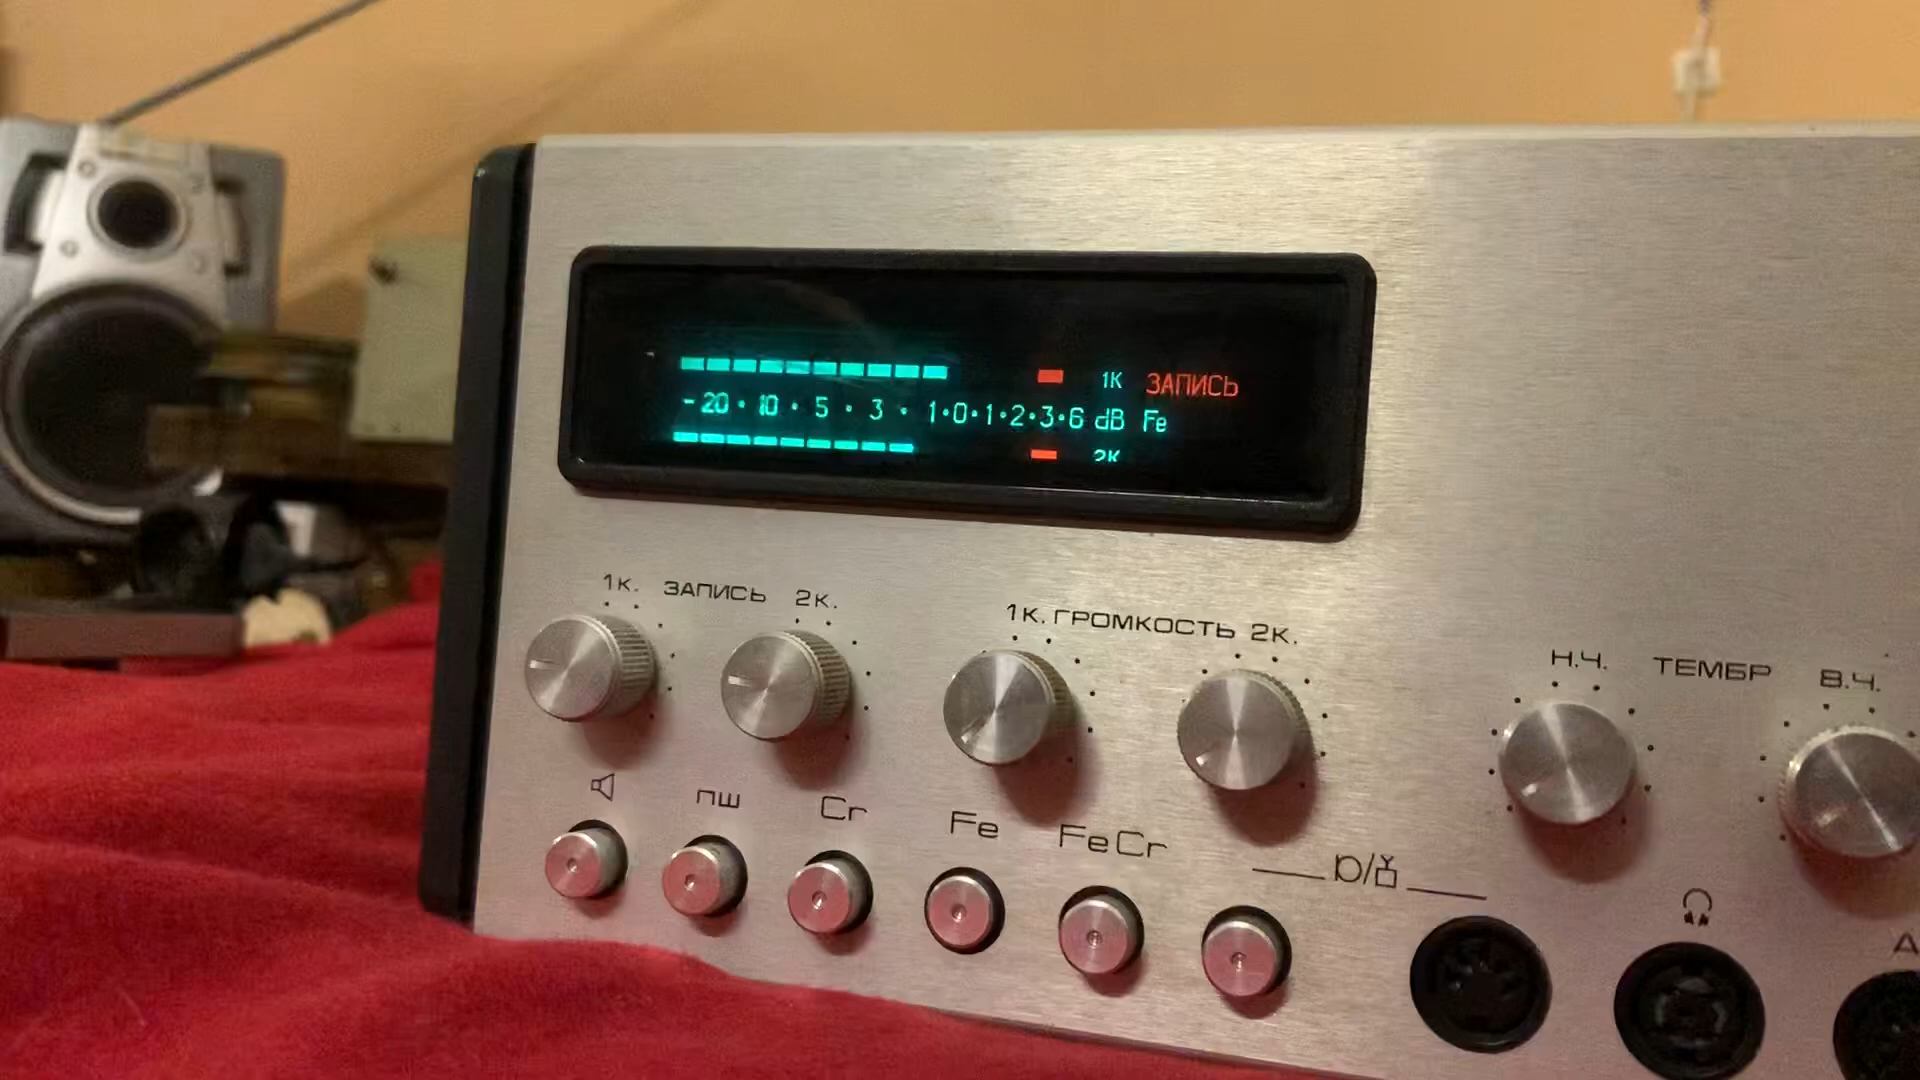 1К ЗАПИСЬ
-20 · 10 · 5 · 3 · 1·0·1·2·3·6 dB Fe
2К
1К. ЗАПИСЬ 2К.
1К. ГРОМКОСТЬ 2К.
Н.Ч. ТЕМБР В.Ч.
ПШ
Cr
Fe
FeCr